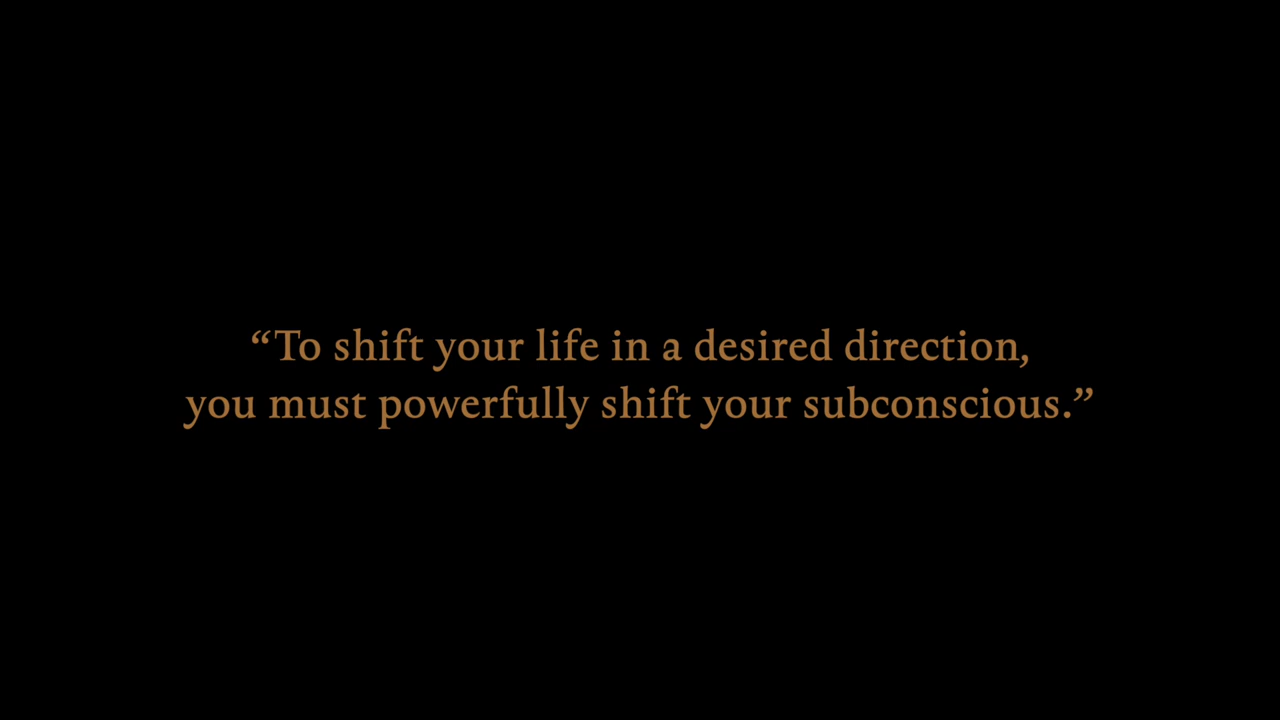 “To shift your life in a desired direction,
you must powerfully shift your subconscious.”